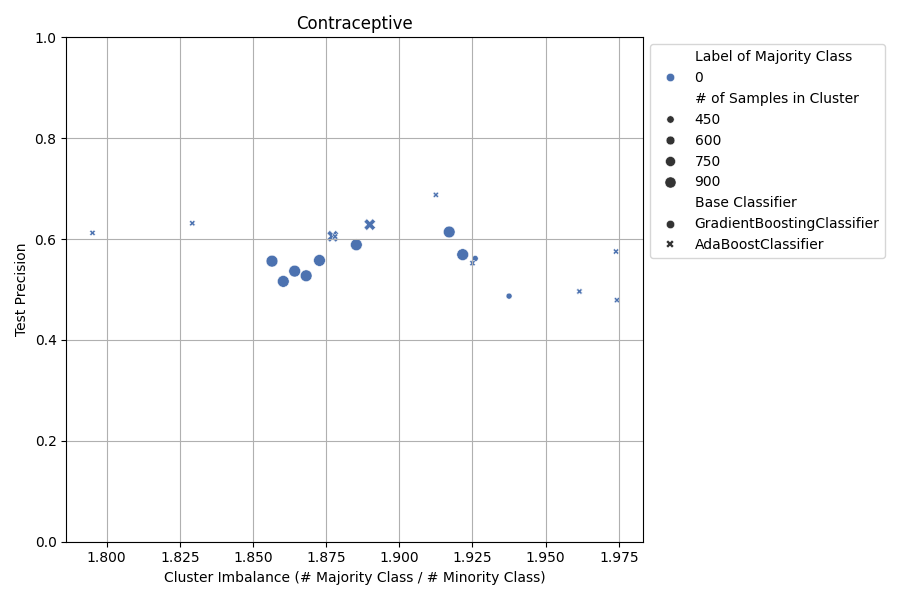 Contraceptive
1.0
0.8
0.6
0.4
0.2
0.0
Test Precision
1.800
1.825
1.850
1.875
1.900
1.925
1.950
1.975
Cluster Imbalance (# Majority Class / # Minority Class)
Label of Majority Class
0
# of Samples in Cluster
450
600
750
900
Base Classifier
GradientBoostingClassifier
AdaBoostClassifier